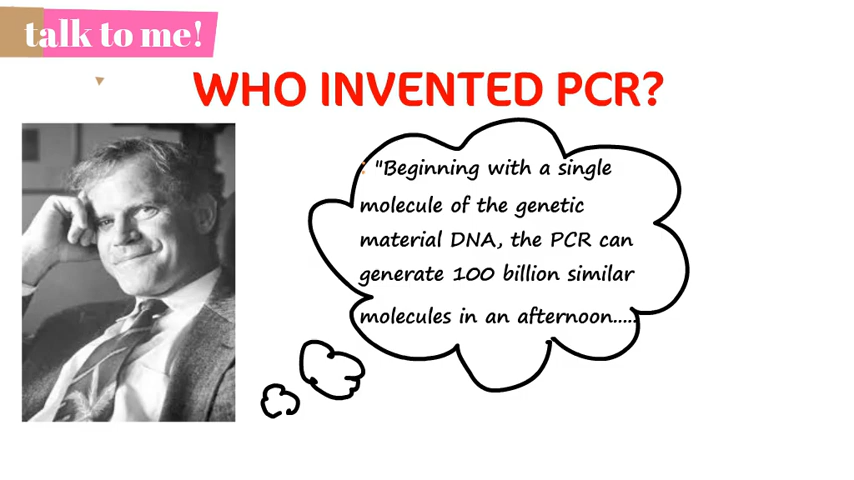 talk to me!
WHO INVENTED PCR?
: "Beginning with a single
molecule of the genetic
material DNA, the PCR can
generate 100 billion similar
molecules in an afternoon.....